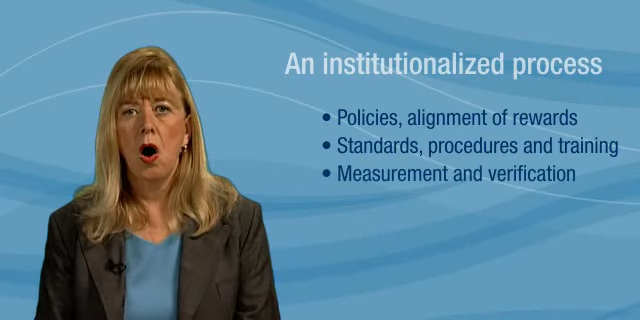 An institutionalized process
• Policies, alignment of rewards
• Standards, procedures and training
• Measurement and verification